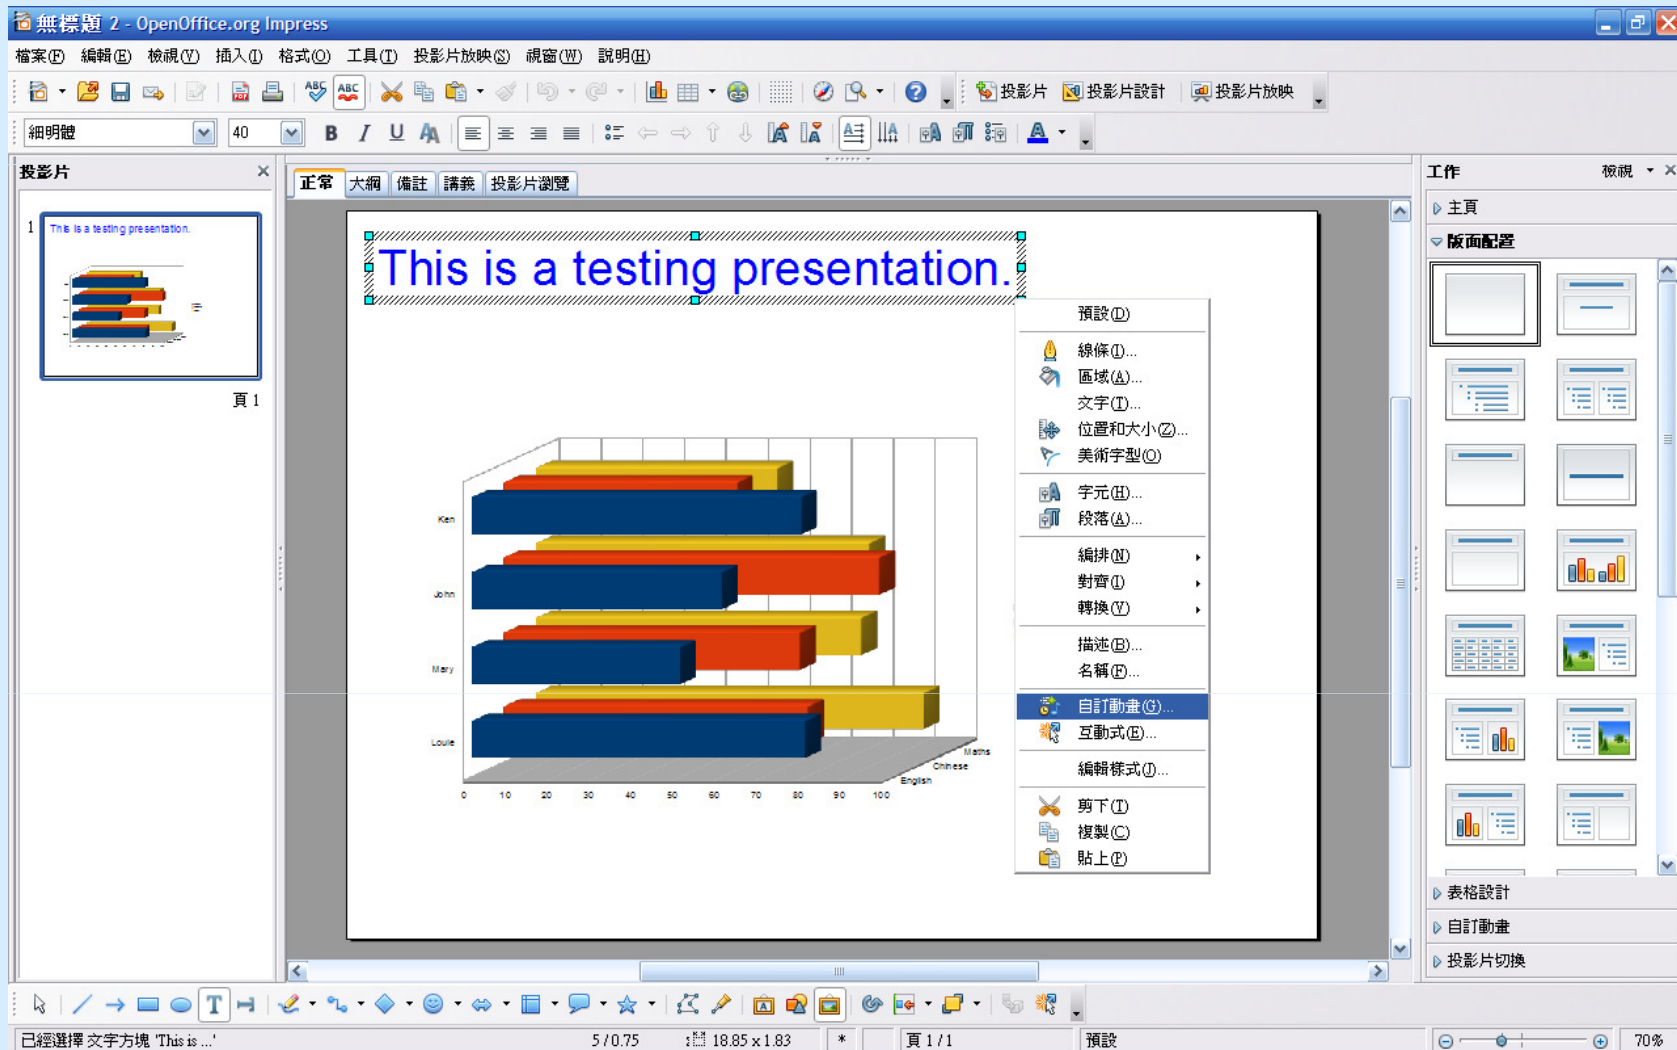 無標題 2 - OpenOffice.org Impress
檔案(F) 編輯(E) 檢視(V) 插入(I) 格式(O) 工具(T) 投影片放映(S) 視窗(W) 說明(H)
投影片 投影片設計 投影片放映
細明體 40
投影片
正常 大綱 備註 講義 投影片瀏覽
工作 檢視
主頁
版面配置
1
This is a testing presentation.
頁 1
This is a testing presentation.
預設(D)
線條(I)...
區域(A)...
文字(T)...
位置和大小(Z)...
美術字型(O)
字元(H)...
段落(A)...
編排(N)
對齊(I)
轉換(V)
描述(B)...
名稱(F)...
自訂動畫(G)...
互動式(E)...
編輯樣式(J)...
剪下(T)
複製(C)
貼上(P)
Ken
John
Mary
Louie
Maths
Chinese
English
0 10 20 30 40 50 60 70 80 90 100
表格設計
自訂動畫
投影片切換
已經選擇 文字方塊 'This is ...' 5 / 0.75 18.85 x 1.83 * 頁 1 / 1 預設 70%